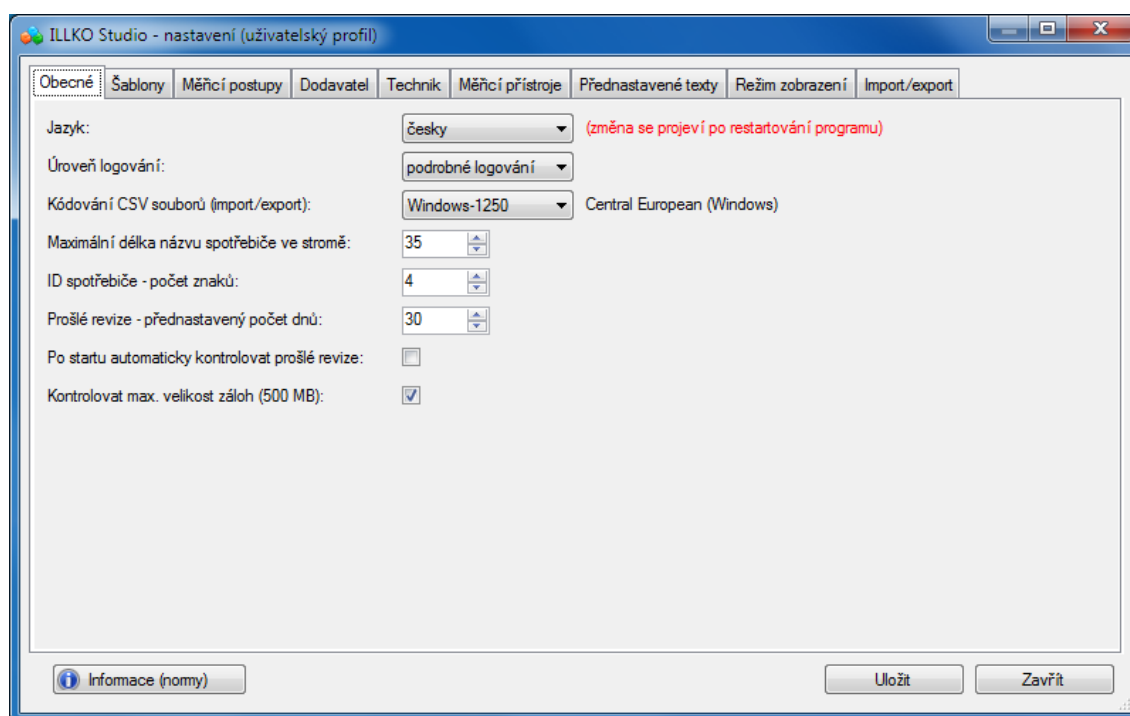 ILLKO Studio - nastavení (uživatelský profil)
Obecné Šablony Měřicí postupy Dodavatel Technik Měřicí přístroje Přednastavené texty Režim zobrazení Import/export
Jazyk: česky (změna se projeví po restartování programu)
Úroveň logování: podrobné logování
Kódování CSV souborů (import/export): Windows-1250 Central European (Windows)
Maximální délka názvu spotřebiče ve stromě: 35
ID spotřebiče - počet znaků: 4
Prošlé revize - přednastavený počet dnů: 30
Po startu automaticky kontrolovat prošlé revize:
Kontrolovat max. velikost záloh (500 MB):
Informace (normy) Uložit Zavřít